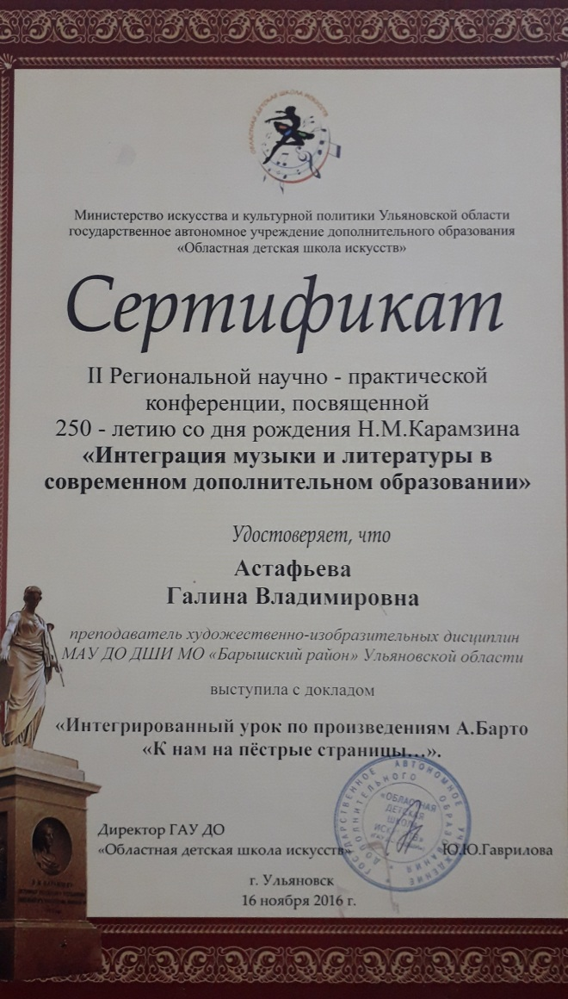 ОБЛАСТНАЯ ДЕТСКАЯ ШКОЛА ИСКУССТВ
Министерство искусства и культурной политики Ульяновской области
государственное автономное учреждение дополнительного образования
«Областная детская школа искусств»
Сертификат
II Региональной научно - практической
конференции, посвященной
250 - летию со дня рождения Н.М.Карамзина
«Интеграция музыки и литературы в
современном дополнительном образовании»
Удостоверяет, что
Астафьева
Галина Владимировна
преподаватель художественно-изобразительных дисциплин
МАУ ДО ДШИ МО «Барышский район» Ульяновской области
выступила с докладом
«Интегрированный урок по произведениям А.Барто
«К нам на пёстрые страницы…».
Директор ГАУ ДО
«Областная детская школа искусств»
Ю.Ю.Гаврилова
ГОСУДАРСТВЕННОЕ АВТОНОМНОЕ УЧРЕЖДЕНИЕ
ДОПОЛНИТЕЛЬНОГО ОБРАЗОВАНИЯ
«ОБЛАСТНАЯ
ДЕТСКАЯ
ШКОЛА
ИСКУССТВ»
г. Ульяновск
16 ноября 2016 г.